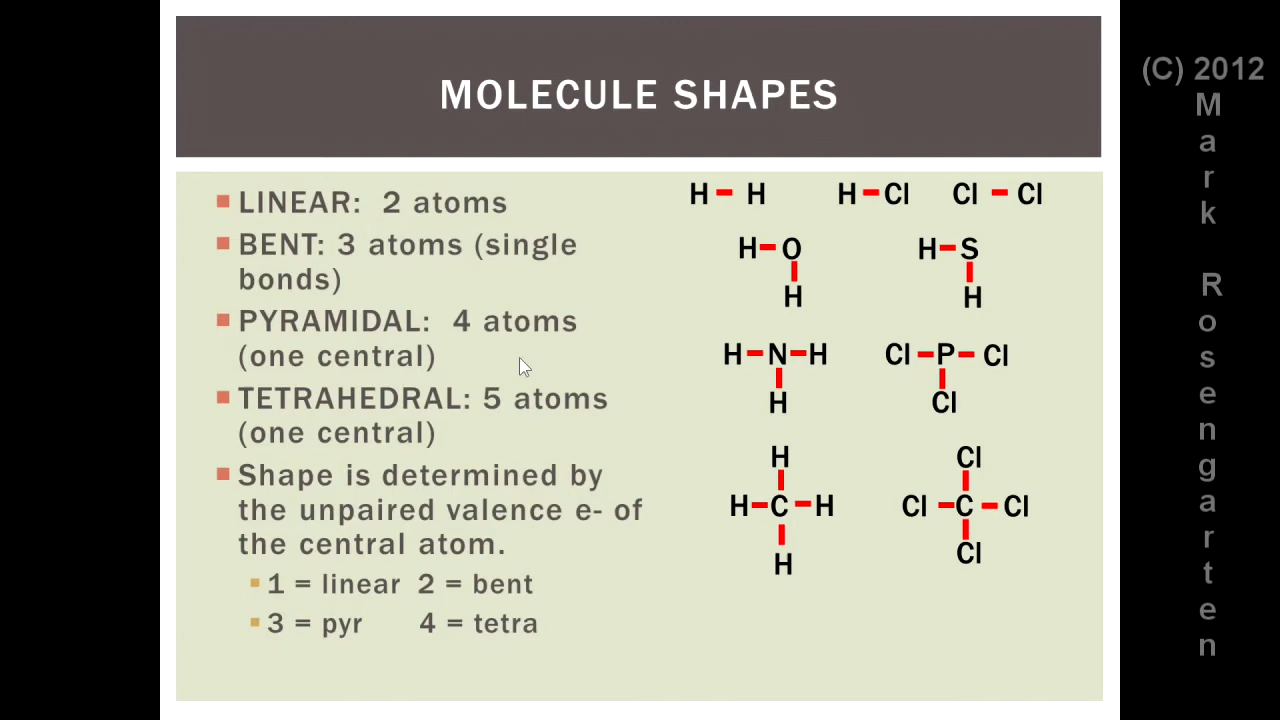 MOLECULE SHAPES
LINEAR: 2 atoms
BENT: 3 atoms (single
bonds)
PYRAMIDAL: 4 atoms
(one central)
TETRAHEDRAL: 5 atoms
(one central)
Shape is determined by
the unpaired valence e- of
the central atom.
1 = linear 2 = bent
3 = pyr 4 = tetra
H H H Cl Cl Cl
H O H S
H H
H N H Cl P Cl
H Cl
H Cl
H C H Cl C Cl
H Cl
(C) 2012
M
a
r
k
R
o
s
e
n
g
a
r
t
e
n